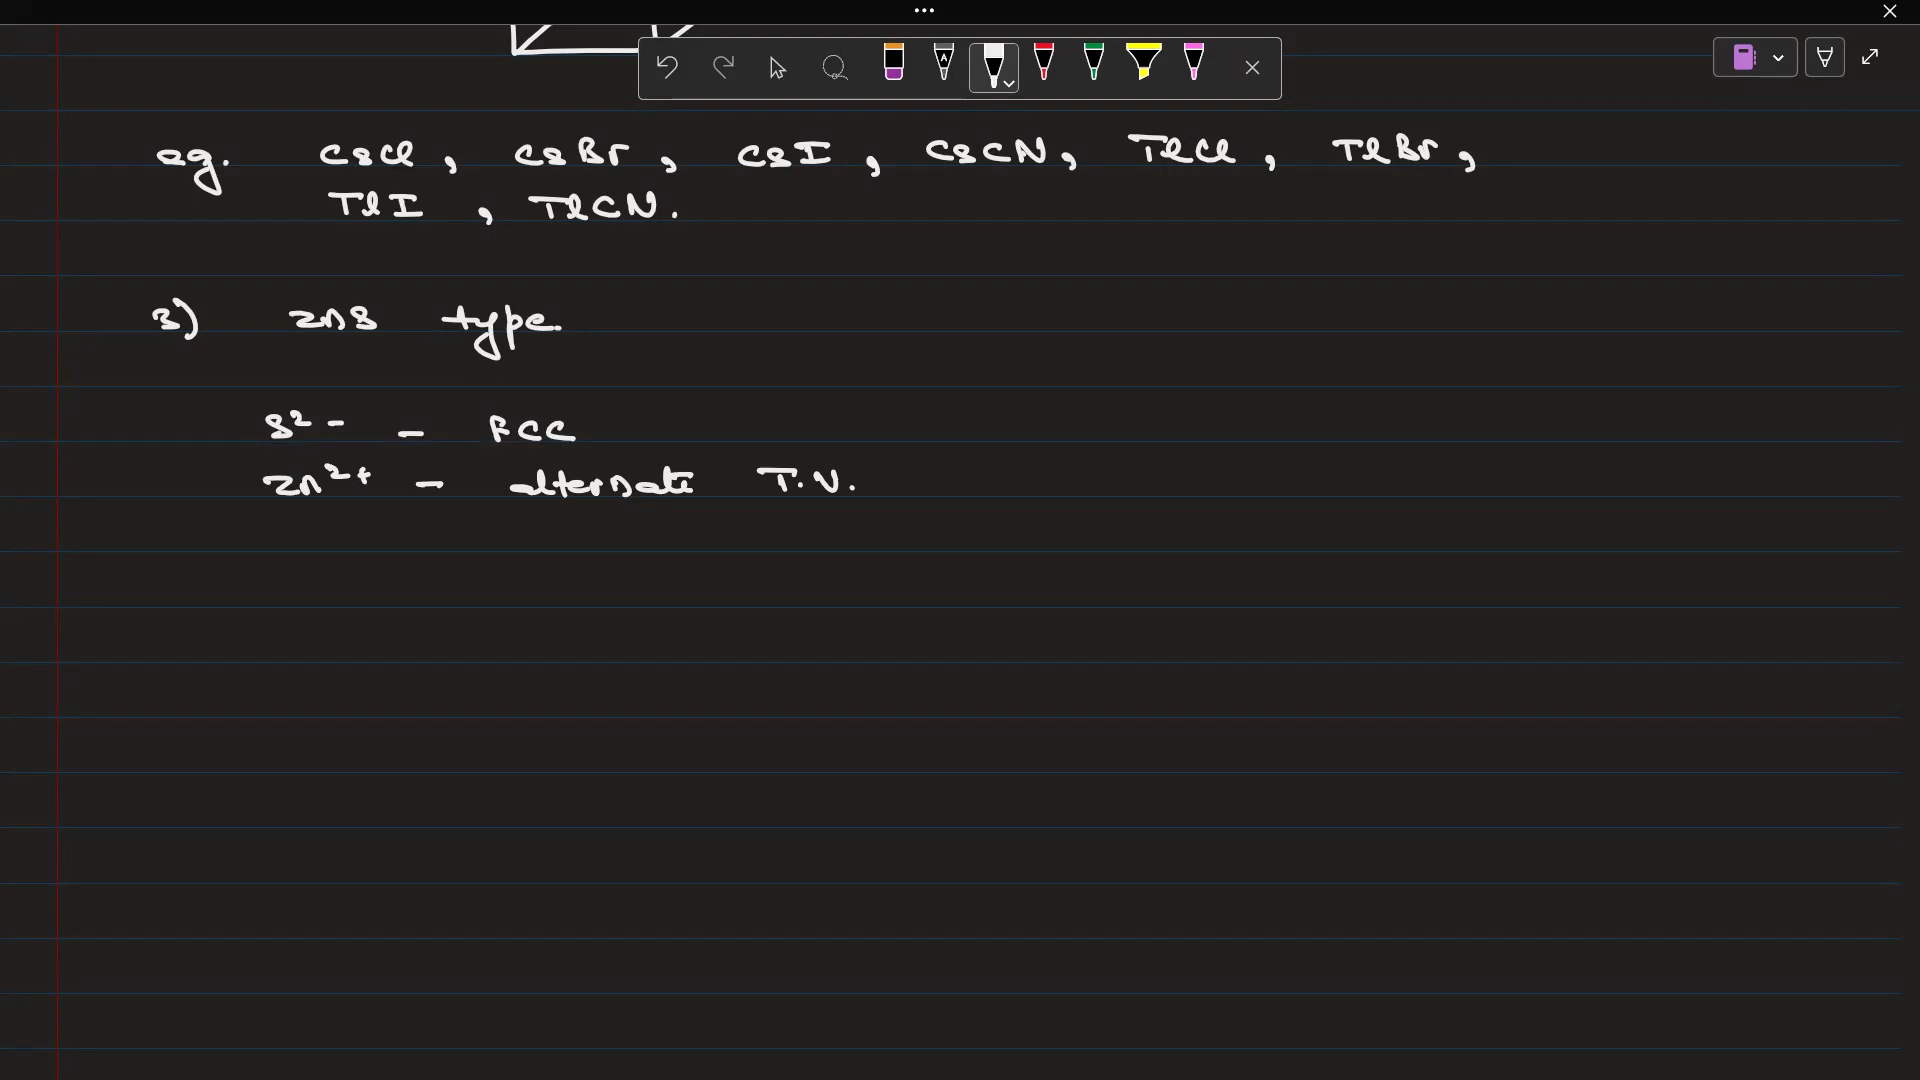 eg. CsCl, CsBr, CsI, CsCN, TlCl, TlBr,
TlI, TlCN.
3) ZnS type.
S²⁻ - FCC
Zn²⁺ - alternate T.V.